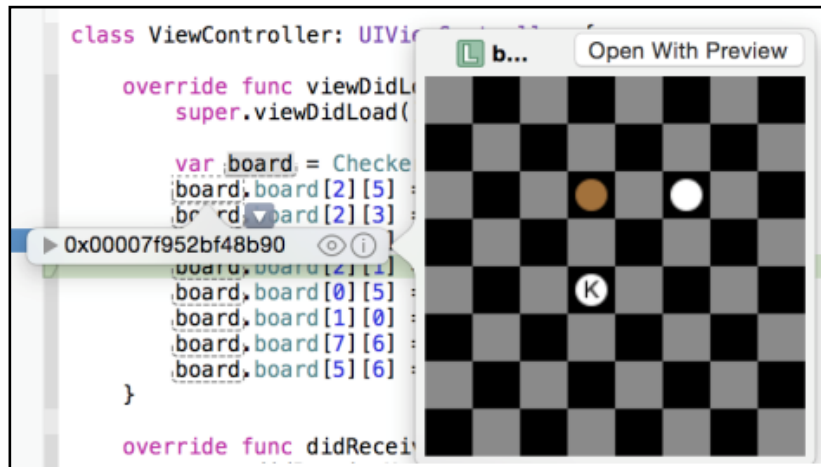 class ViewController: UIVie
b...
Open With Preview
override func viewDidL
super.viewDidLoad(
var board = Checke
board.board[2][5] =
board.board[2][3]
0x00007f952bf48b90
board.board[2][1]
board.board[0][5] =
board.board[1][0] =
board.board[7][6] =
board.board[5][6] =
}
override func didRecei
K